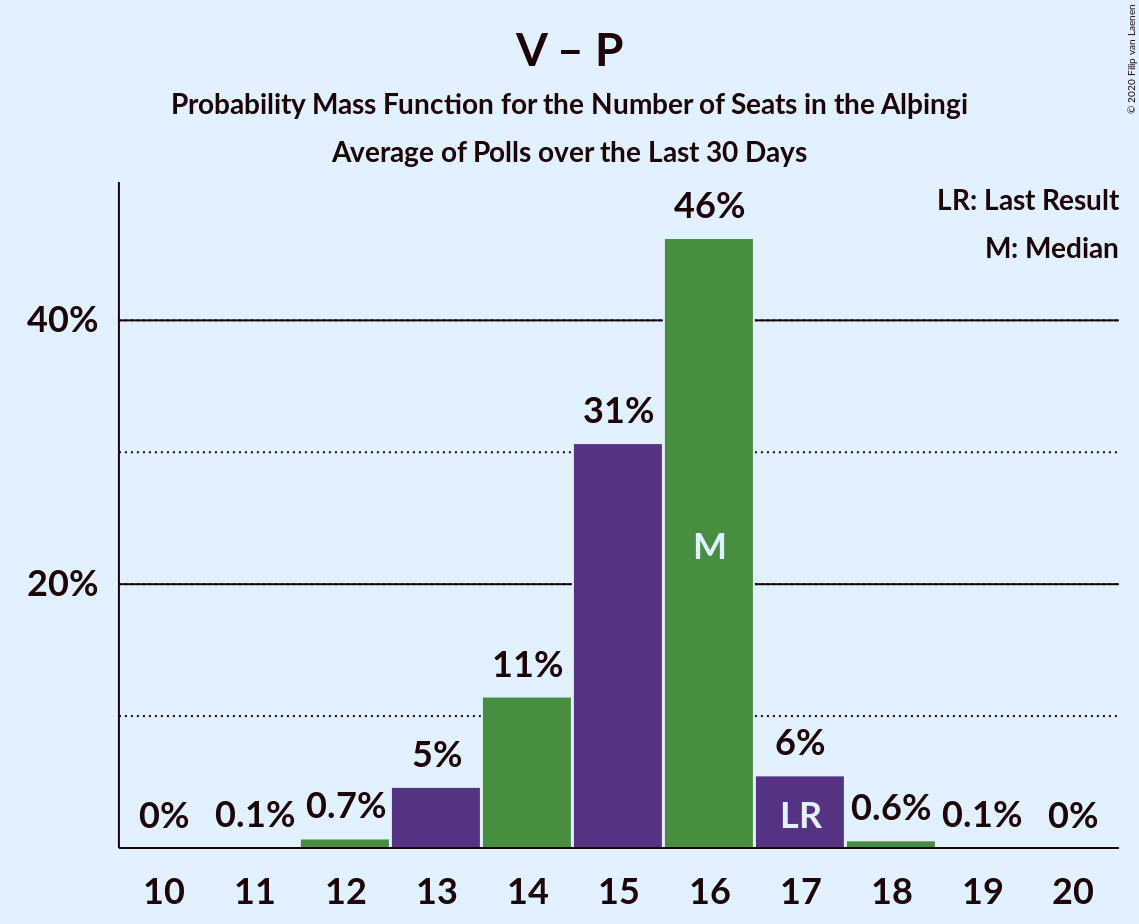 V – P
Probability Mass Function for the Number of Seats in the Alþingi
Average of Polls over the Last 30 Days
© 2020 Filip van Laenen
LR: Last Result
M: Median
46%
40%
31%
M
20%
11%
6%
5%
0% 0.1% 0.7% LR 0.6% 0.1% 0%
10 11 12 13 14 15 16 17 18 19 20